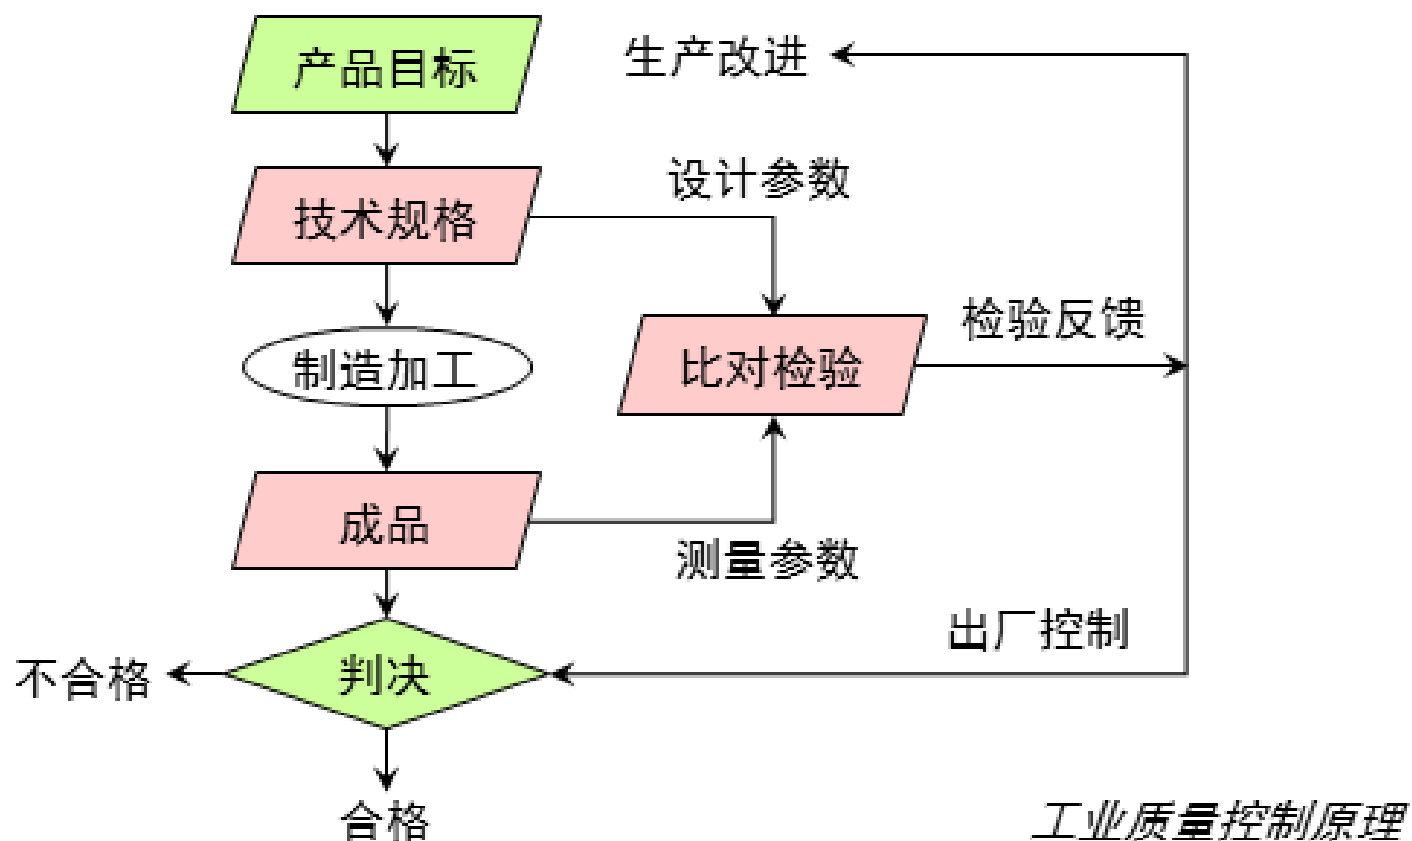 产品目标
生产改进
设计参数
技术规格
检验反馈
制造加工
比对检验
成品
测量参数
出厂控制
不合格
判决
合格
工业质量控制原理